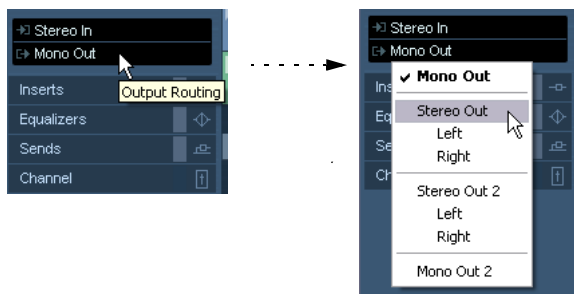 Stereo In
Mono Out
Output Routing
Inserts
Equalizers
Sends
Channel
Stereo In
Mono Out
Ins
Eq
Se
Ch
✓ Mono Out
Stereo Out
Left
Right
Stereo Out 2
Left
Right
Mono Out 2